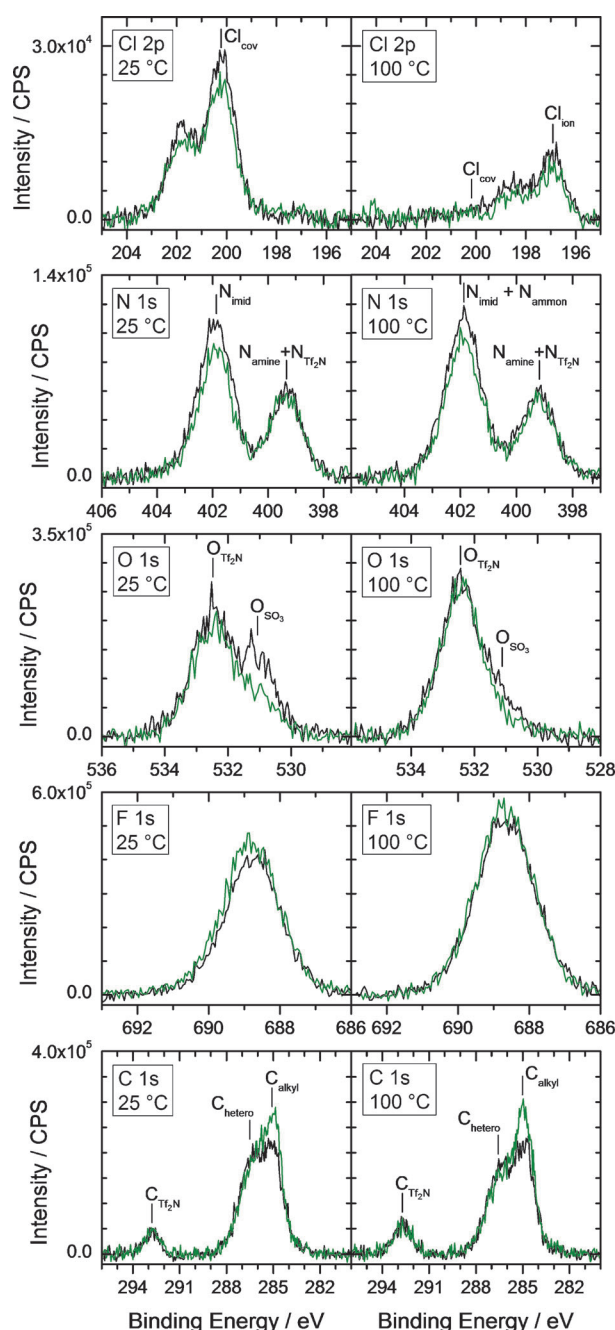 Cl 2p
25 °C
Cl_cov
Cl 2p
100 °C
Cl_ion
Cl_cov
3.0x10^4
0.0
Intensity / CPS
204 202 200 198 196
204 202 200 198 196
N 1s
25 °C
N_imid
N_amine+N_Tf2N
N 1s
100 °C
N_imid + N_ammon
N_amine+N_Tf2N
1.4x10^5
0.0
Intensity / CPS
406 404 402 400 398
404 402 400 398
O 1s
25 °C
O_Tf2N
O_SO3
O 1s
100 °C
O_Tf2N
O_SO3
3.5x10^5
0.0
Intensity / CPS
536 534 532 530
534 532 530 528
F 1s
25 °C
F 1s
100 °C
6.0x10^5
0.0
Intensity / CPS
692 690 688 686
692 690 688 686
C 1s
25 °C
C_alkyl
C_hetero
C_Tf2N
C 1s
100 °C
C_alkyl
C_hetero
C_Tf2N
4.0x10^5
0.0
Intensity / CPS
294 291 288 285 282
294 291 288 285 282
Binding Energy / eV
Binding Energy / eV